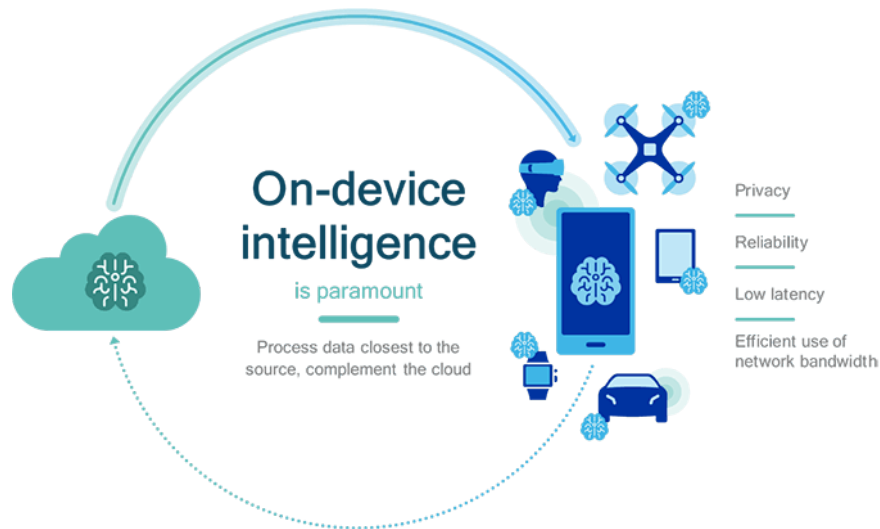 On-device
intelligence
is paramount
Process data closest to the
source, complement the cloud
Privacy
Reliability
Low latency
Efficient use of
network bandwidth